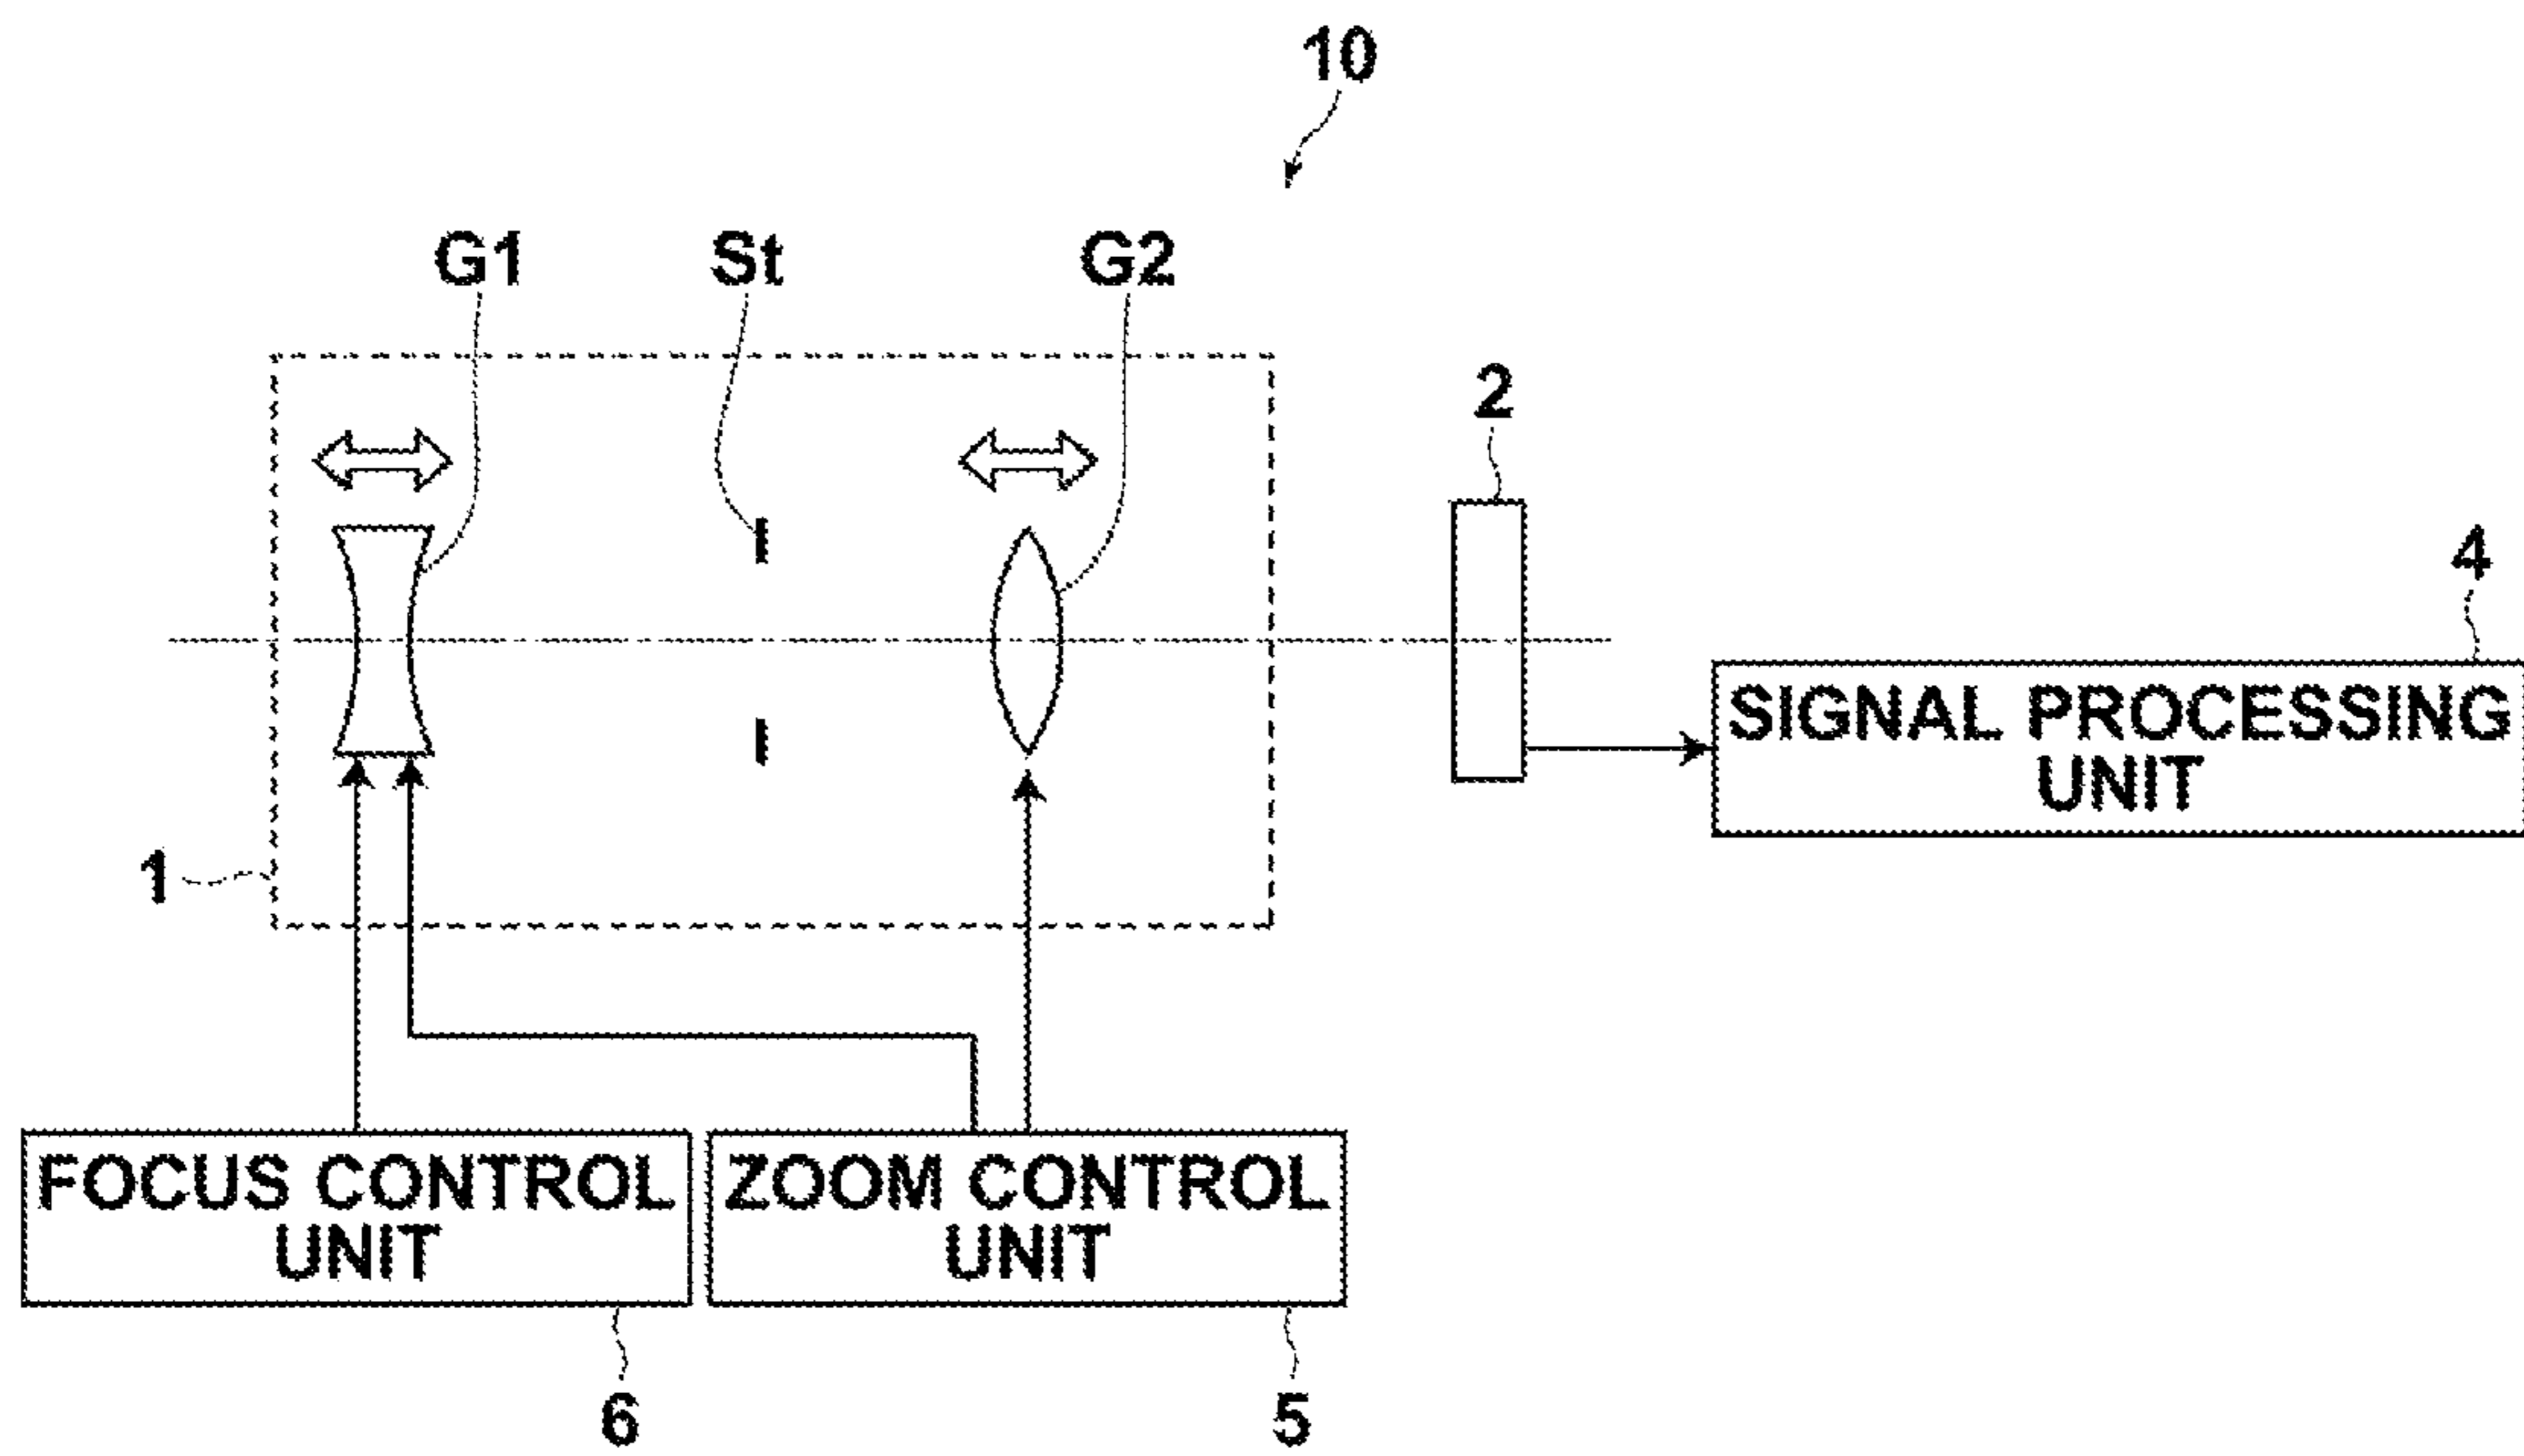 10
G1 St G2
2
4
SIGNAL PROCESSING
UNIT
1
FOCUS CONTROL
UNIT
ZOOM CONTROL
UNIT
6 5